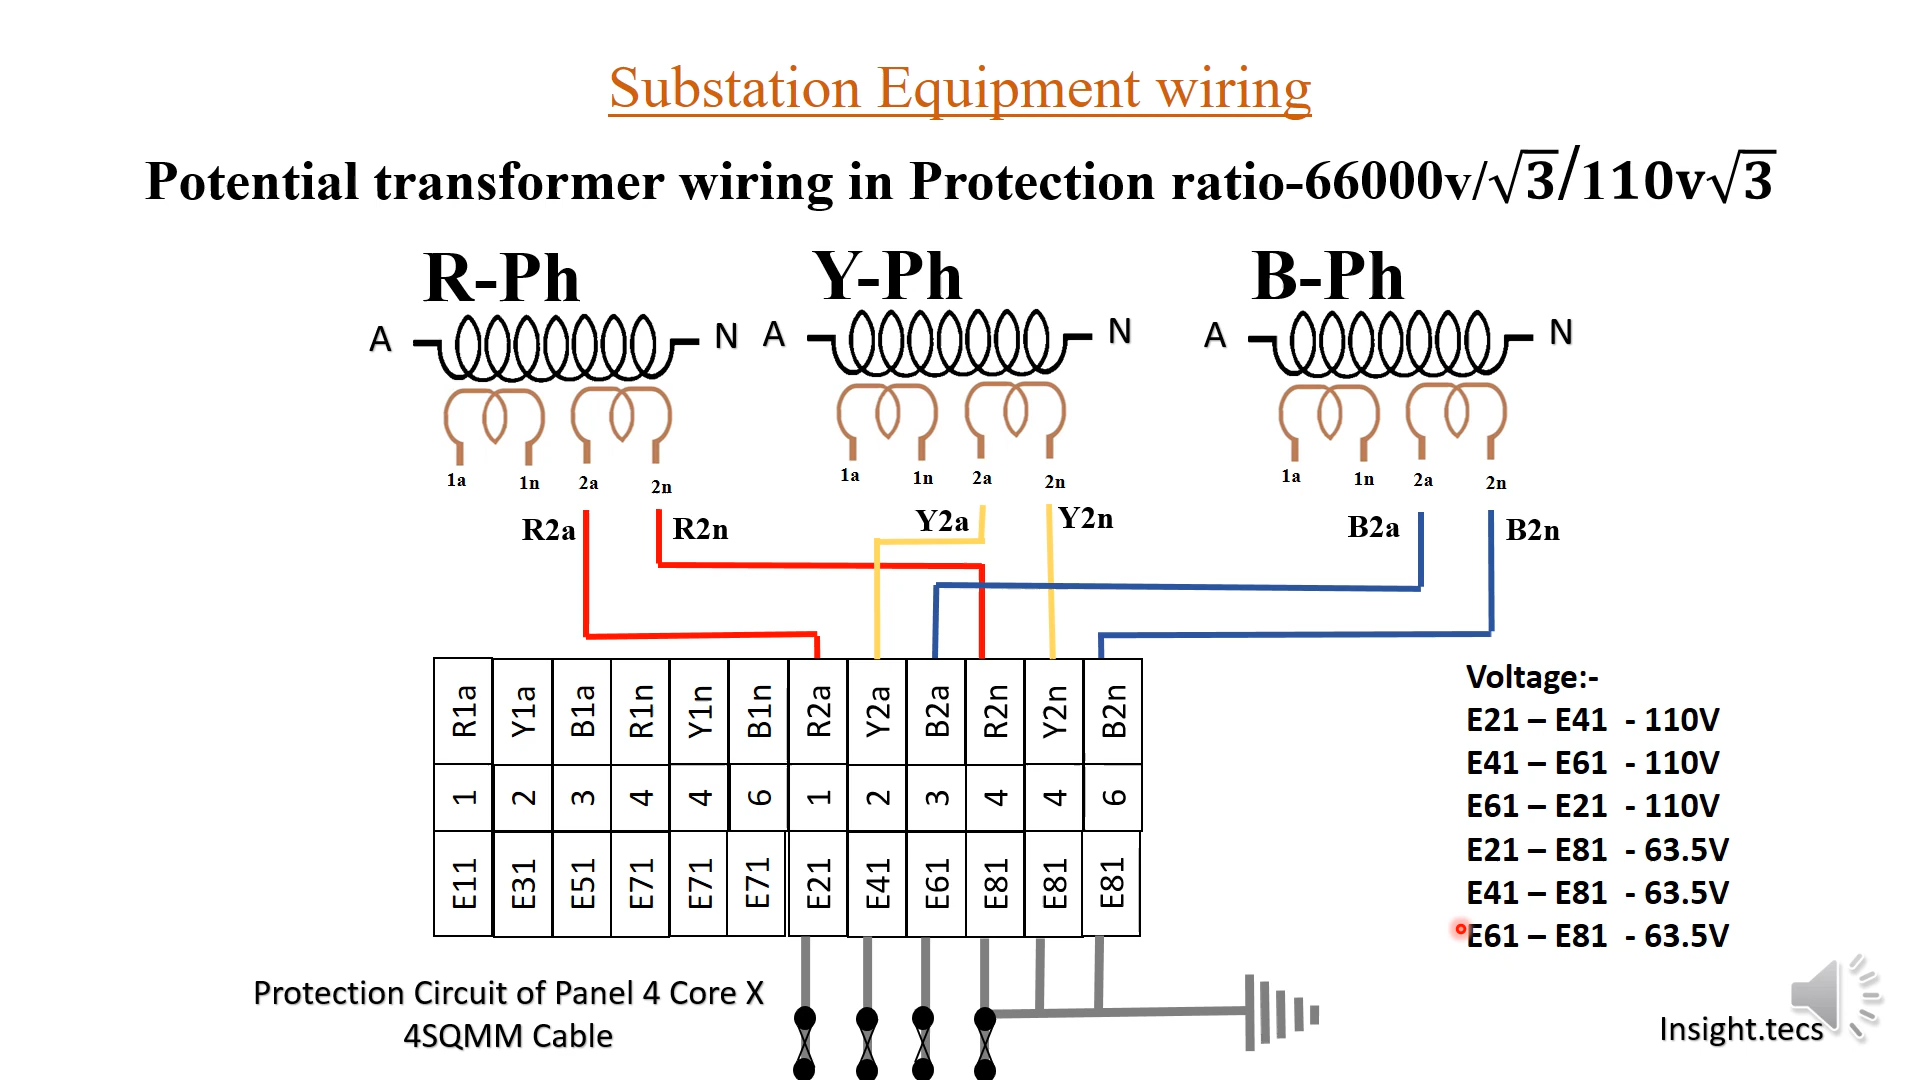 Substation Equipment wiring
Potential transformer wiring in Protection ratio-66000v/√3/110v√3
R-Ph Y-Ph B-Ph
A N A N A N
1a 1n 2a 2n 1a 1n 2a 2n 1a 1n 2a 2n
R2a R2n Y2a Y2n B2a B2n
R1a Y1a B1a R1n Y1n B1n R2a Y2a B2a R2n Y2n B2n
1 2 3 4 4 6 1 2 3 4 4 6
E11 E31 E51 E71 E71 E71 E21 E41 E61 E81 E81 E81
Voltage:-
E21 – E41 - 110V
E41 – E61 - 110V
E61 – E21 - 110V
E21 – E81 - 63.5V
E41 – E81 - 63.5V
E61 – E81 - 63.5V
Protection Circuit of Panel 4 Core X
4SQMM Cable
Insight.tecs